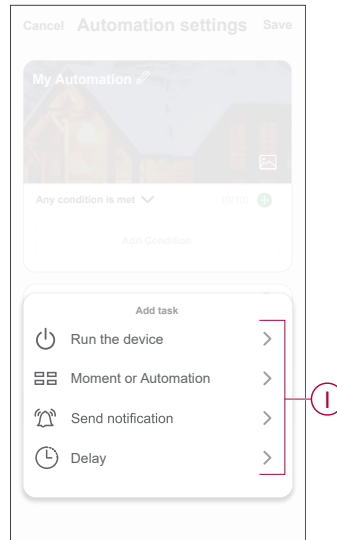 Cancel Automation settings Save
My Automation
Any condition is met (0/10)
Add Condition
Add task
Run the device
Moment or Automation
Send notification
Delay
I